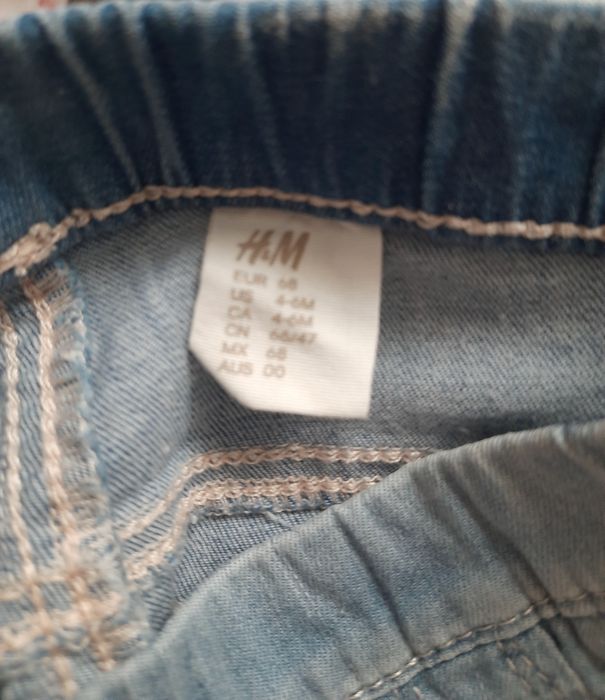 H&M
EUR 68
US 4-6M
CA 4-6M
CN 66/47
MX 68
AUS 00